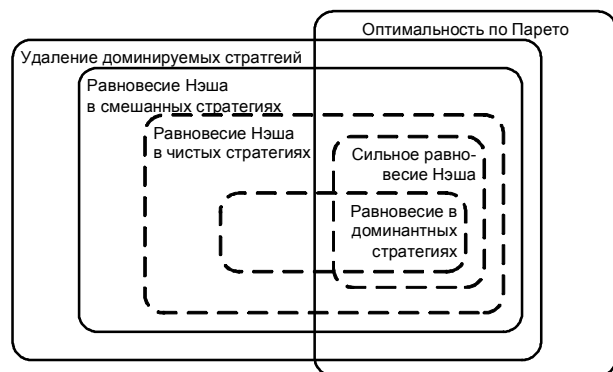 Оптимальность по Парето
Удаление доминируемых стратгеий
Равновесие Нэша
в смешанных стратегиях
Равновесие Нэша
в чистых стратегиях
Сильное равно-
весие Нэша
Равновесие в
доминантных
стратегиях